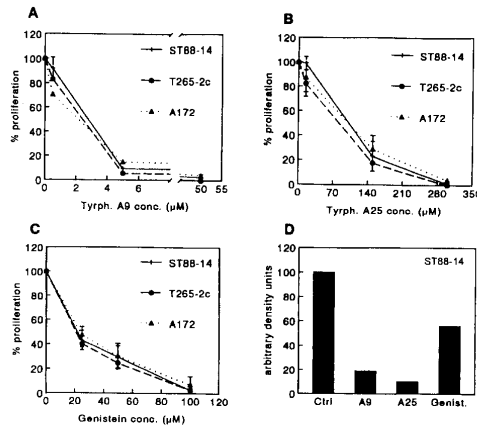 A
120
100
80
60
40
20
0
% proliferation
ST88-14
T265-2c
A172
0 2 4 6 8 50 55
Tyrph. A9 conc. (µM)
B
120
100
80
60
40
20
0
% proliferation
ST88-14
T265-2c
A172
0 70 140 210 280 350
Tyrph. A25 conc. (µM)
C
120
100
80
60
40
20
0
% proliferation
ST88-14
T265-2c
A172
0 20 40 60 80 100 120
Genistein conc. (µM)
D
120
100
80
60
40
20
0
arbitrary density units
ST88-14
Ctrl A9 A25 Genist.